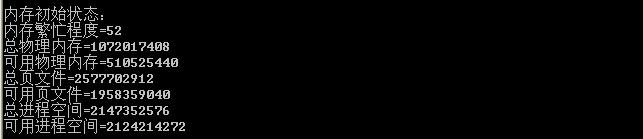 内存初始状态:
内存繁忙程度=52
总物理内存=1072017408
可用物理内存=510525440
总页文件=2577702912
可用页文件=1958359040
总进程空间=2147352576
可用进程空间=2124214272